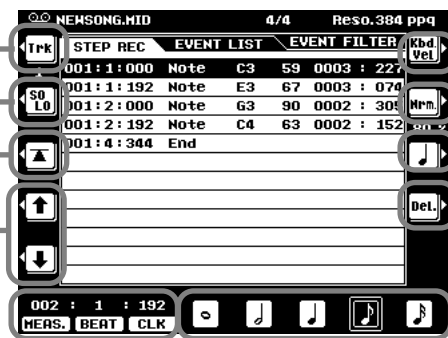 NEWSONG.MID 4/4 Reso.384 ppq
Trk STEP REC EVENT LIST EVENT FILTER Kbd. Vel
001:1:000 Note C3 59 0003 : 227
SO LO 001:1:192 Note E3 67 0003 : 074
001:2:000 Note G3 90 0002 : 305 Nrm.
001:2:192 Note C4 63 0002 : 152
001:4:344 End
Del.
002 : 1 : 192
MEAS. BEAT CLK